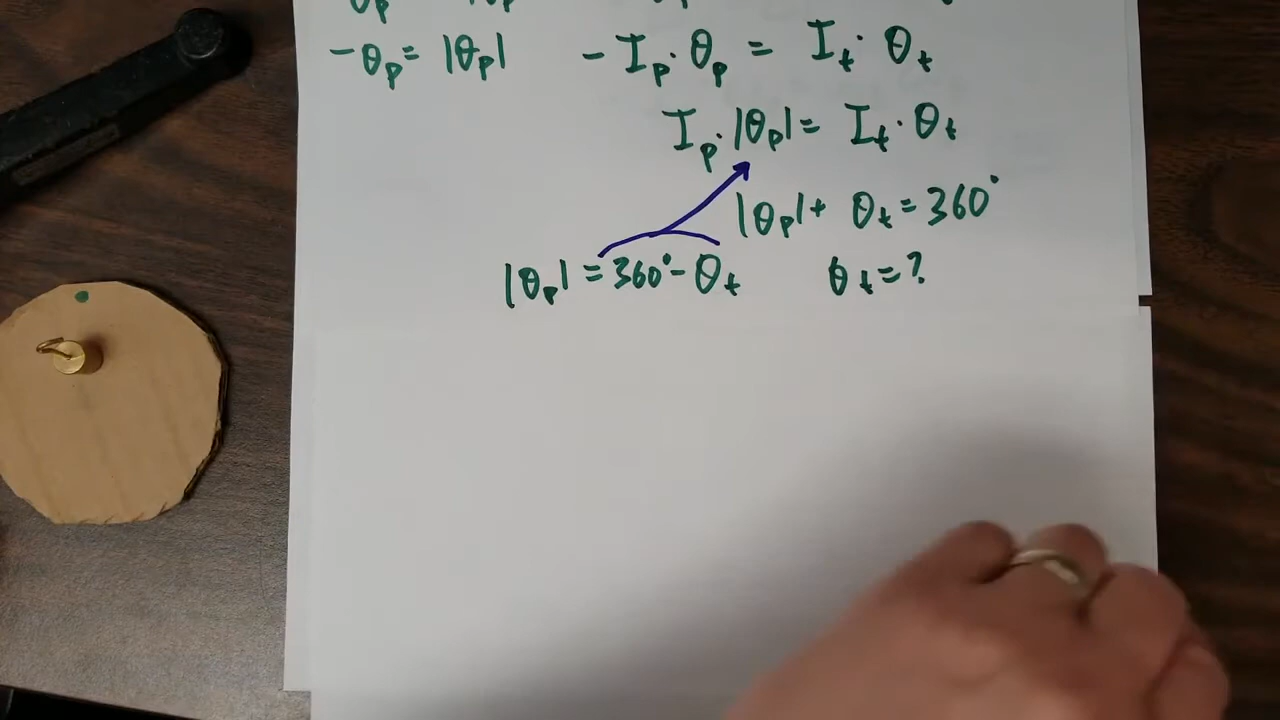 -θp = |θp| -Ip·θp = It·θt
Ip·|θp| = It·θt
|θp| + θt = 360°
|θp| = 360° - θt θt = ?